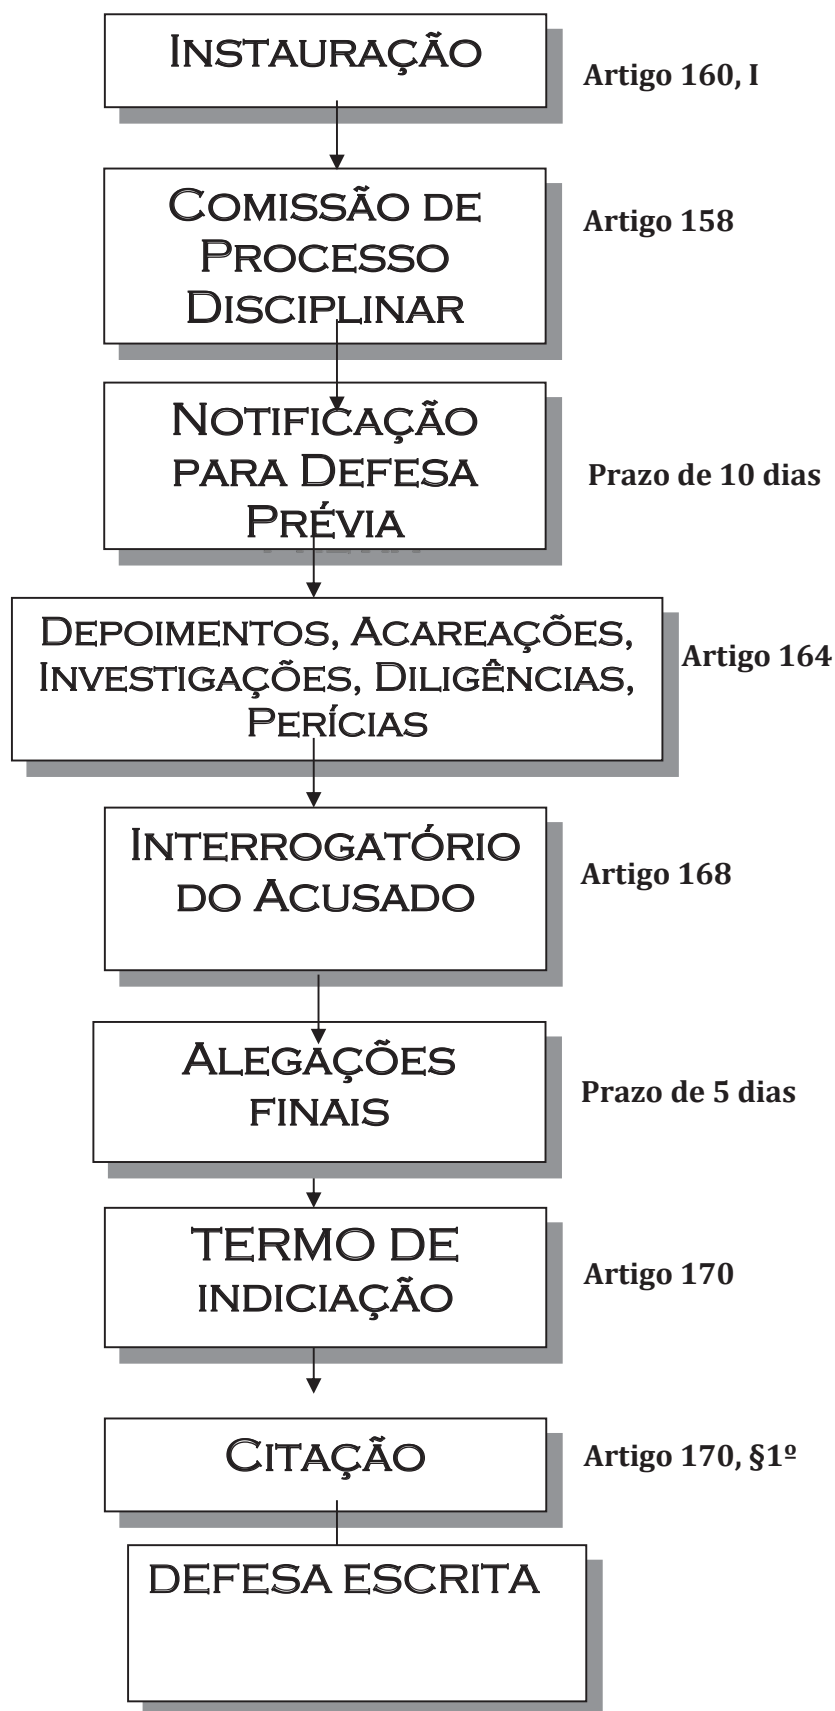 INSTAURAÇÃO
Artigo 160, I
COMISSÃO DE
PROCESSO
DISCIPLINAR
Artigo 158
NOTIFICAÇÃO
PARA DEFESA
PRÉVIA
Prazo de 10 dias
DEPOIMENTOS, ACAREAÇÕES,
INVESTIGAÇÕES, DILIGÊNCIAS,
PERÍCIAS
Artigo 164
INTERROGATÓRIO
DO ACUSADO
Artigo 168
ALEGAÇÕES
FINAIS
Prazo de 5 dias
TERMO DE
INDICIAÇÃO
Artigo 170
CITAÇÃO
Artigo 170, §1º
DEFESA ESCRITA